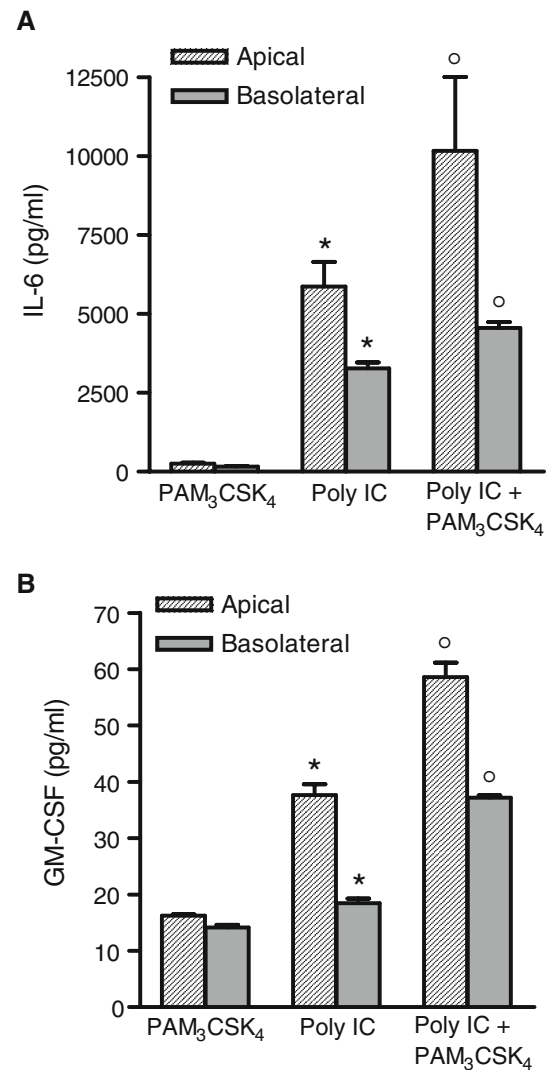 A
Apical
Basolateral
12500
10000
7500
5000
2500
0
IL-6 (pg/ml)
*
*
°
°
PAM₃CSK₄
Poly IC
Poly IC +
PAM₃CSK₄
B
Apical
Basolateral
70
60
50
40
30
20
10
0
GM-CSF (pg/ml)
*
*
°
°
PAM₃CSK₄
Poly IC
Poly IC +
PAM₃CSK₄